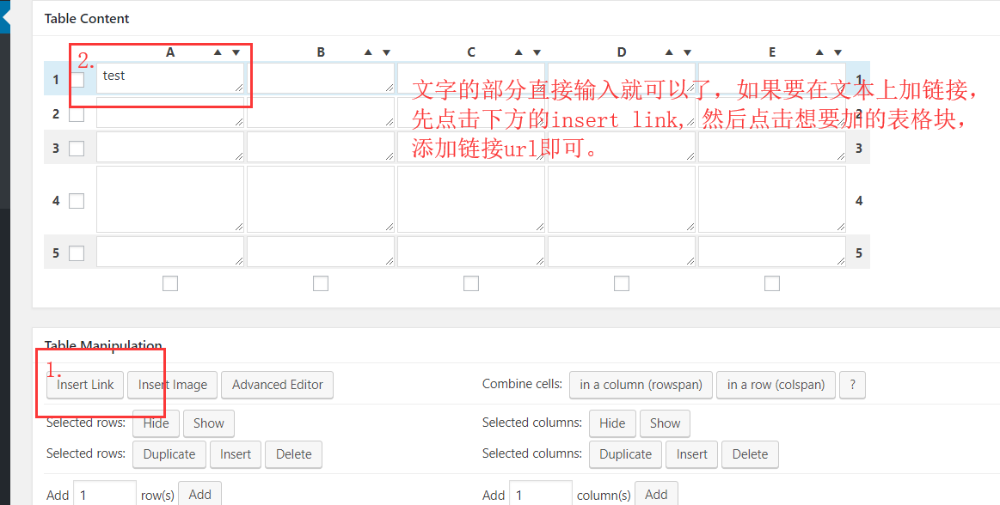 Table Content
A B C D E
2.
1 test 1
文字的部分直接输入就可以了，如果要在文本上加链接，
2 2
先点击下方的insert link, 然后点击想要加的表格块，
3 3
添加链接url即可。
4 4
5 5
Table Manipulation
1.
Insert Link Insert Image Advanced Editor Combine cells: in a column (rowspan) in a row (colspan) ?
Selected rows: Hide Show Selected columns: Hide Show
Selected rows: Duplicate Insert Delete Selected columns: Duplicate Insert Delete
Add 1 row(s) Add Add 1 column(s) Add